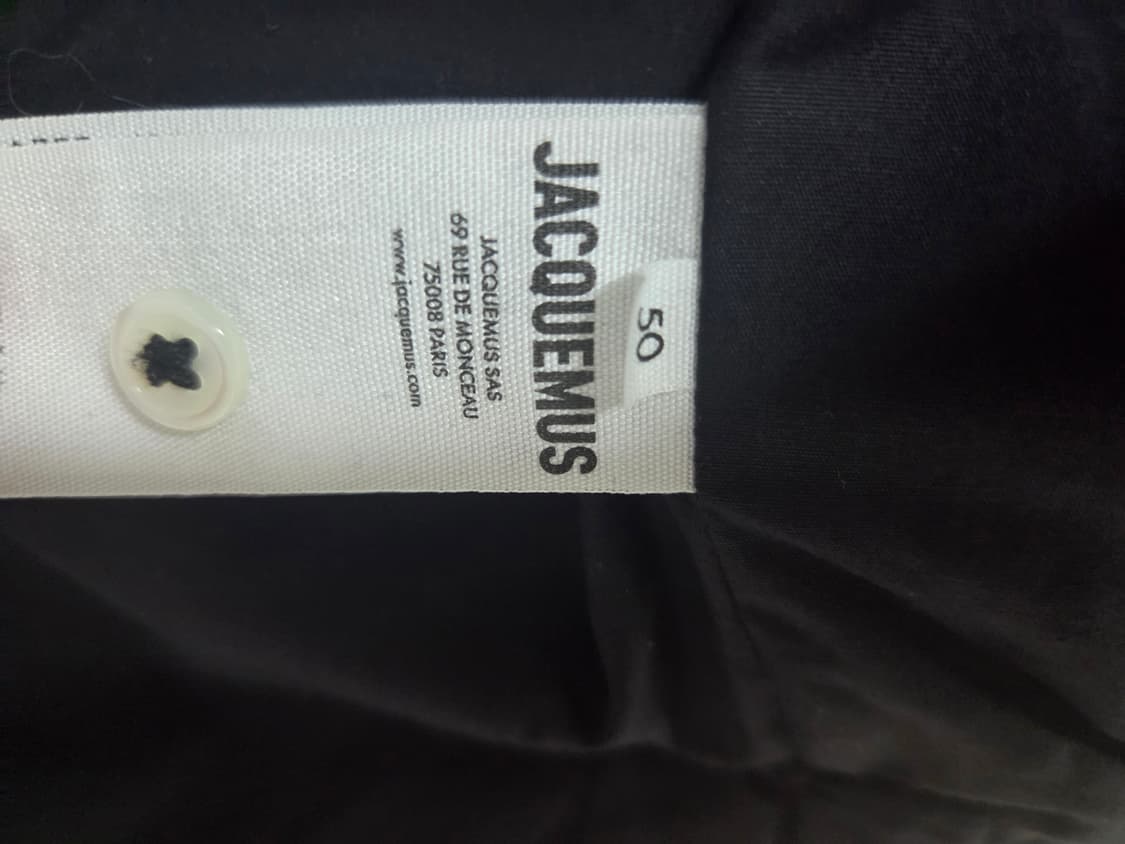 50
JACQUEMUS
JACQUEMUS SAS
69 RUE DE MONCEAU
75008 PARIS
www.jacquemus.com